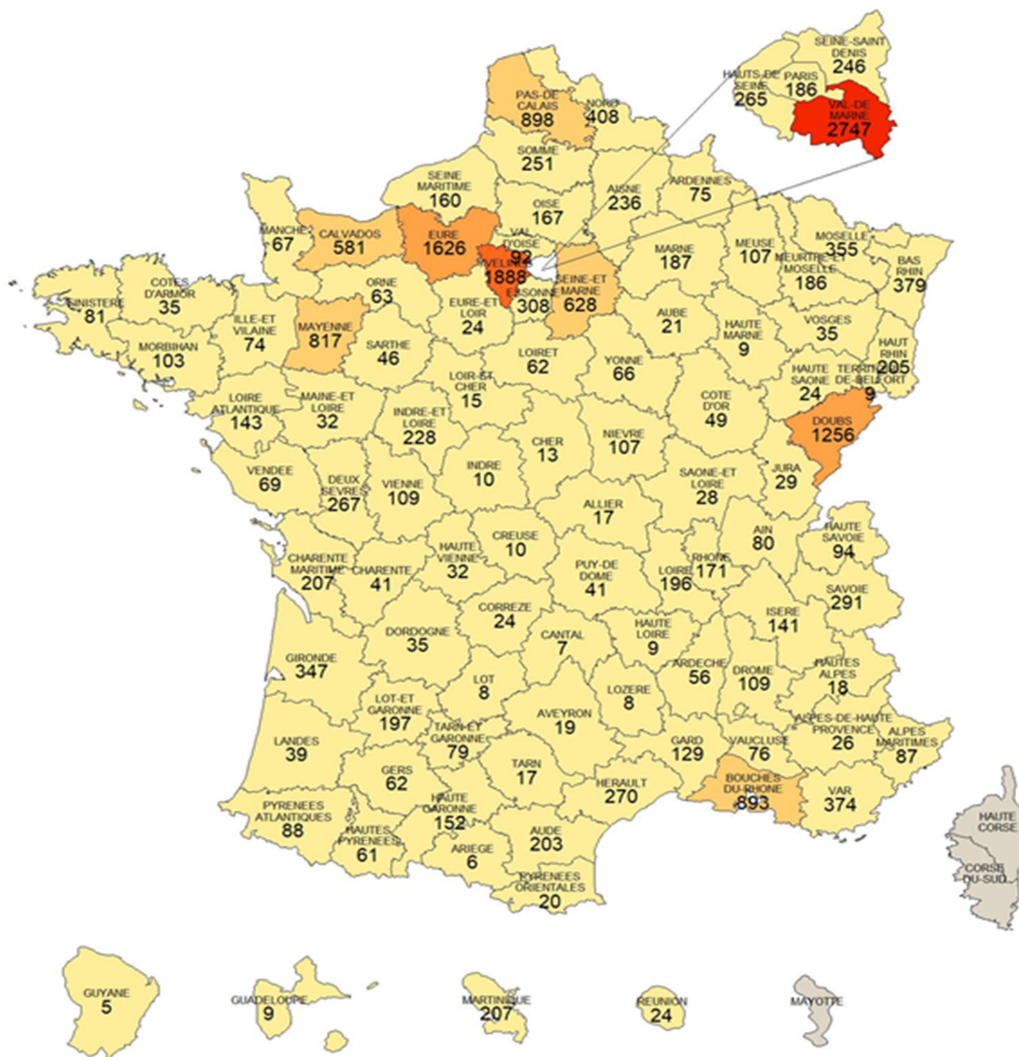 SEINE-SAINT
DENIS
246
HAUTS-DE
SEINE
265
PARIS
186
VAL-DE
MARNE
2747
PAS-DE
CALAIS
898
NORD
408
SOMME
251
SEINE
MARITIME
160
OISE
167
AISNE
236
ARDENNES
75
MANCHE
67
CALVADOS
581
EURE
1626
VAL
D'OISE
92
YVELINES
1888
ESSONNE
308
SEINE-ET
MARNE
628
MARNE
187
MEUSE
107
MOSELLE
355
MEURTHE-ET
MOSELLE
186
BAS
RHIN
379
FINISTERE
81
COTES
D'ARMOR
35
MORBIHAN
103
ILLE-ET
VILAINE
74
ORNE
63
MAYENNE
817
SARTHE
46
EURE-ET
LOIR
24
LOIRET
62
YONNE
66
AUBE
21
HAUTE
MARNE
9
VOSGES
35
HAUT
RHIN
205
HAUTE
SAONE
24
TERRIT
DE-BELFORT
9
LOIRE
ATLANTIQUE
143
MAINE-ET
LOIRE
32
INDRE-ET
LOIRE
228
LOIR-ET
CHER
15
CHER
13
NIEVRE
107
COTE
D'OR
49
DOUBS
1256
VENDEE
69
DEUX
SEVRES
267
VIENNE
109
INDRE
10
ALLIER
17
SAONE-ET
LOIRE
28
JURA
29
CHARENTE
MARITIME
207
CHARENTE
41
HAUTE
VIENNE
32
CREUSE
10
PUY-DE
DOME
41
LOIRE
196
RHONE
171
AIN
80
HAUTE
SAVOIE
94
SAVOIE
291
ISERE
141
GIRONDE
347
DORDOGNE
35
CORREZE
24
CANTAL
7
HAUTE
LOIRE
9
ARDECHE
56
DROME
109
HAUTES
ALPES
18
LANDES
39
LOT-ET
GARONNE
197
LOT
8
TARN-ET
GARONNE
79
AVEYRON
19
LOZERE
8
GARD
129
VAUCLUSE
76
ALPES-DE-HAUTE
PROVENCE
26
ALPES
MARITIMES
87
GERS
62
TARN
17
HERAULT
270
BOUCHES
DU-RHONE
893
VAR
374
PYRENEES
ATLANTIQUES
88
HAUTES
PYRENEES
61
HAUTE
GARONNE
152
ARIEGE
6
AUDE
203
PYRENEES
ORIENTALES
20
HAUTE
CORSE
CORSE
DU-SUD
GUYANE
5
GUADELOUPE
9
MARTINIQUE
207
REUNION
24
MAYOTTE